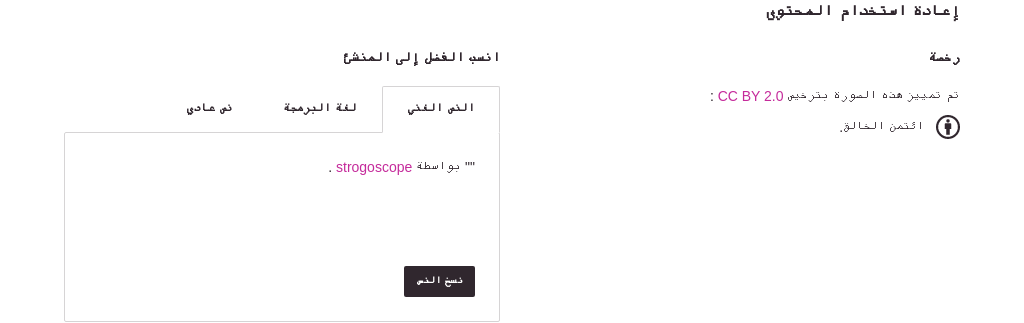 إعادة استخدام المحتوى
رخصة
تم تمييز هذه الصورة بترخيص CC BY 2.0 :
ائتمن الخالق.
انسب الفضل إلى المنشئ
النص الغني
لغة البرمجة
نص عادي
"" بواسطة strogoscope .
نسخ النص